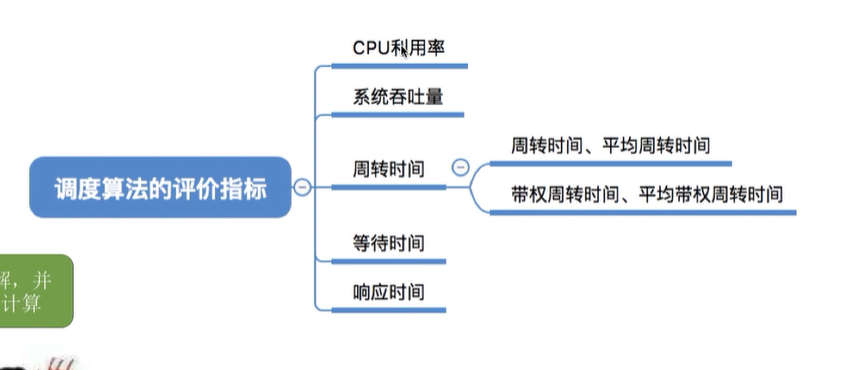 CPU利用率
系统吞吐量
周转时间、平均周转时间
周转时间
调度算法的评价指标
带权周转时间、平均带权周转时间
等待时间
解，并
计算
响应时间